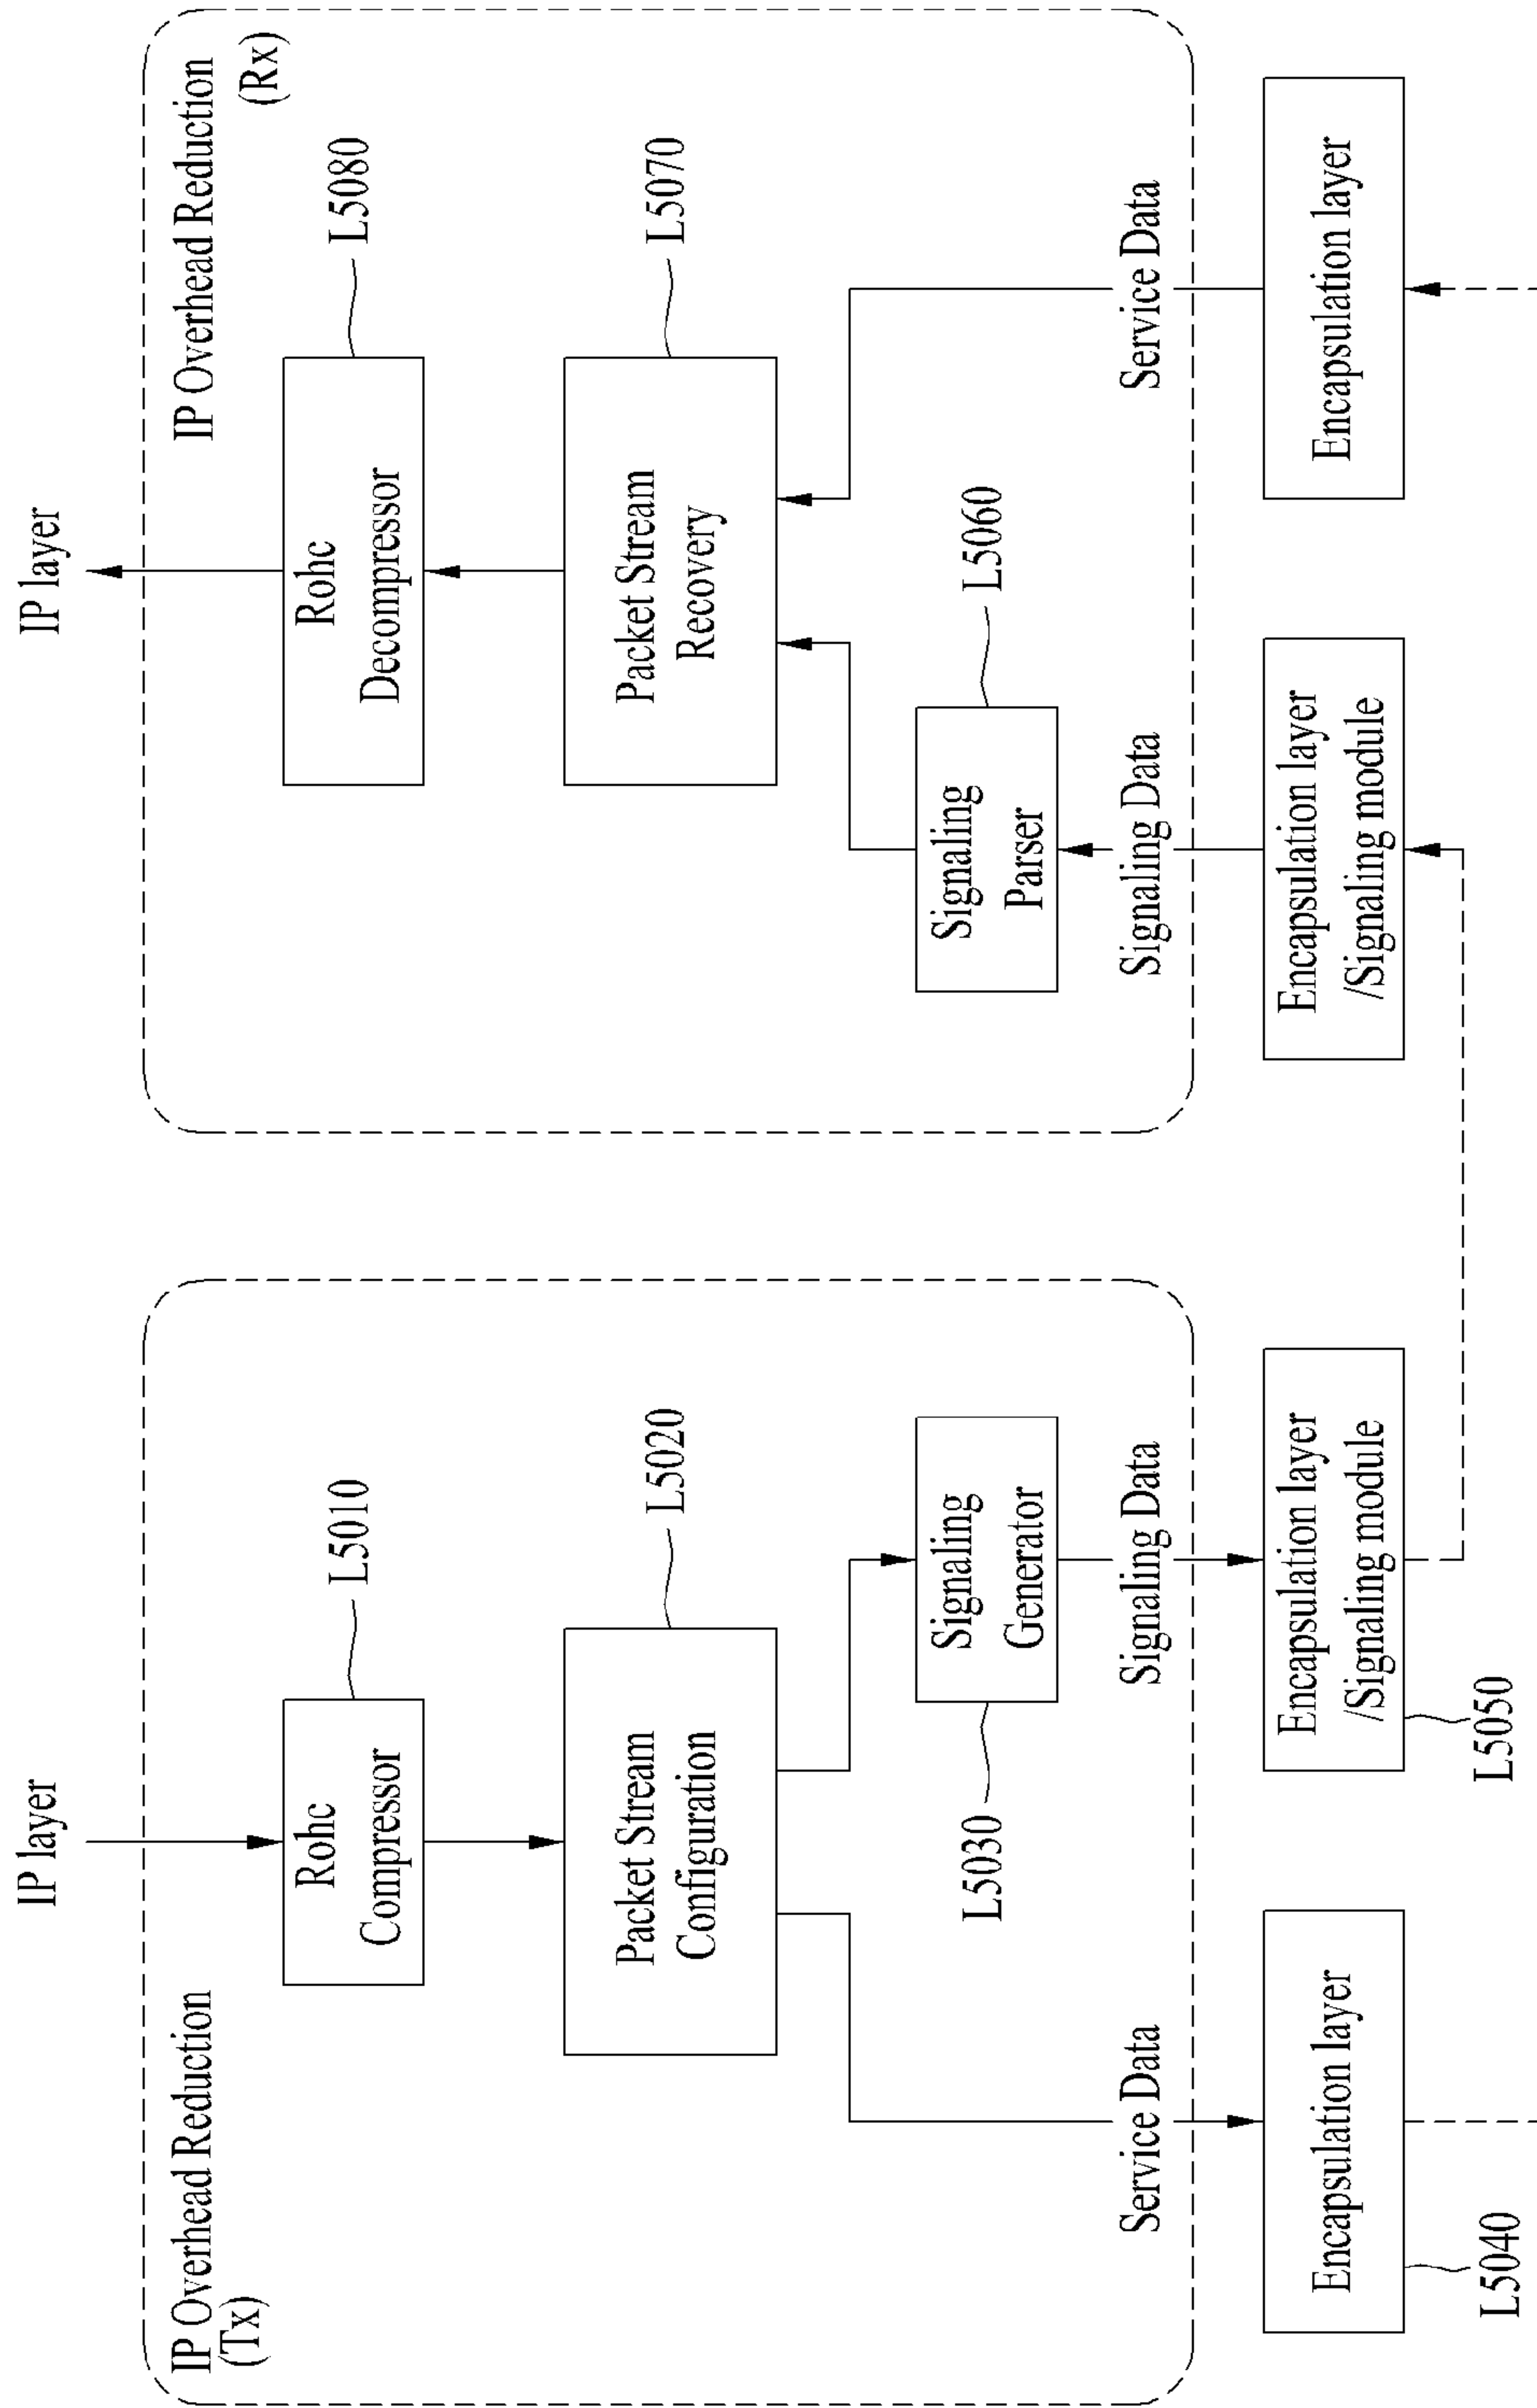 IP layer
IP Overhead Reduction
(Tx)
Rohc
Compressor
L5010
Packet Stream
Configuration
L5020
Signaling
Generator
L5030
Service Data
Signaling Data
Encapsulation layer
L5040
Encapsulation layer
/Signaling module
L5050
IP layer
IP Overhead Reduction
(Rx)
Rohc
Decompressor
L5080
Packet Stream
Recovery
L5070
Signaling
Parser
L5060
Signaling Data
Service Data
Encapsulation layer
/Signaling module
Encapsulation layer